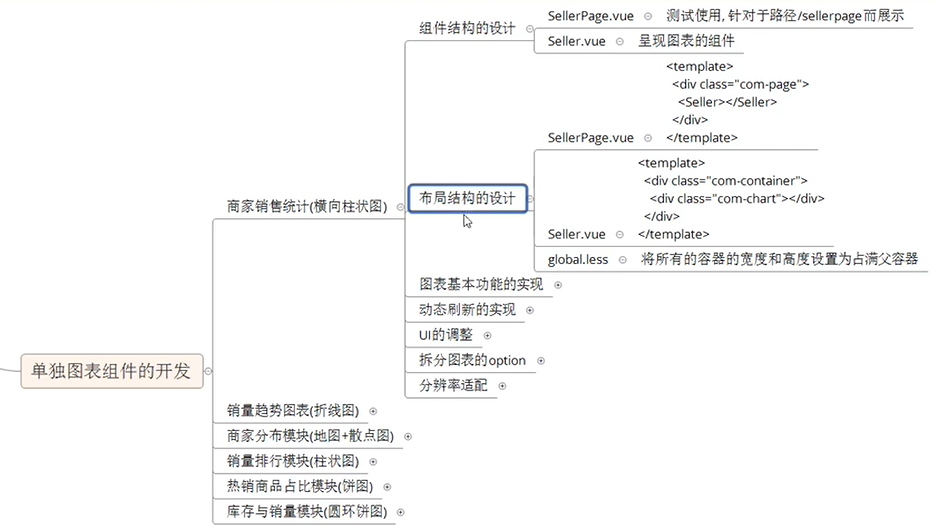 单独图表组件的开发
商家销售统计(横向柱状图)
组件结构的设计
SellerPage.vue
测试使用, 针对于路径/sellerpage而展示
Seller.vue
呈现图表的组件
布局结构的设计
SellerPage.vue
<template>
<div class="com-page">
<Seller></Seller>
</div>
</template>
Seller.vue
<template>
<div class="com-container">
<div class="com-chart"></div>
</div>
</template>
global.less
将所有的容器的宽度和高度设置为占满父容器
图表基本功能的实现
动态刷新的实现
UI的调整
拆分图表的option
分辨率适配
销量趋势图表(折线图)
商家分布模块(地图+散点图)
销量排行模块(柱状图)
热销商品占比模块(饼图)
库存与销量模块(圆环饼图)